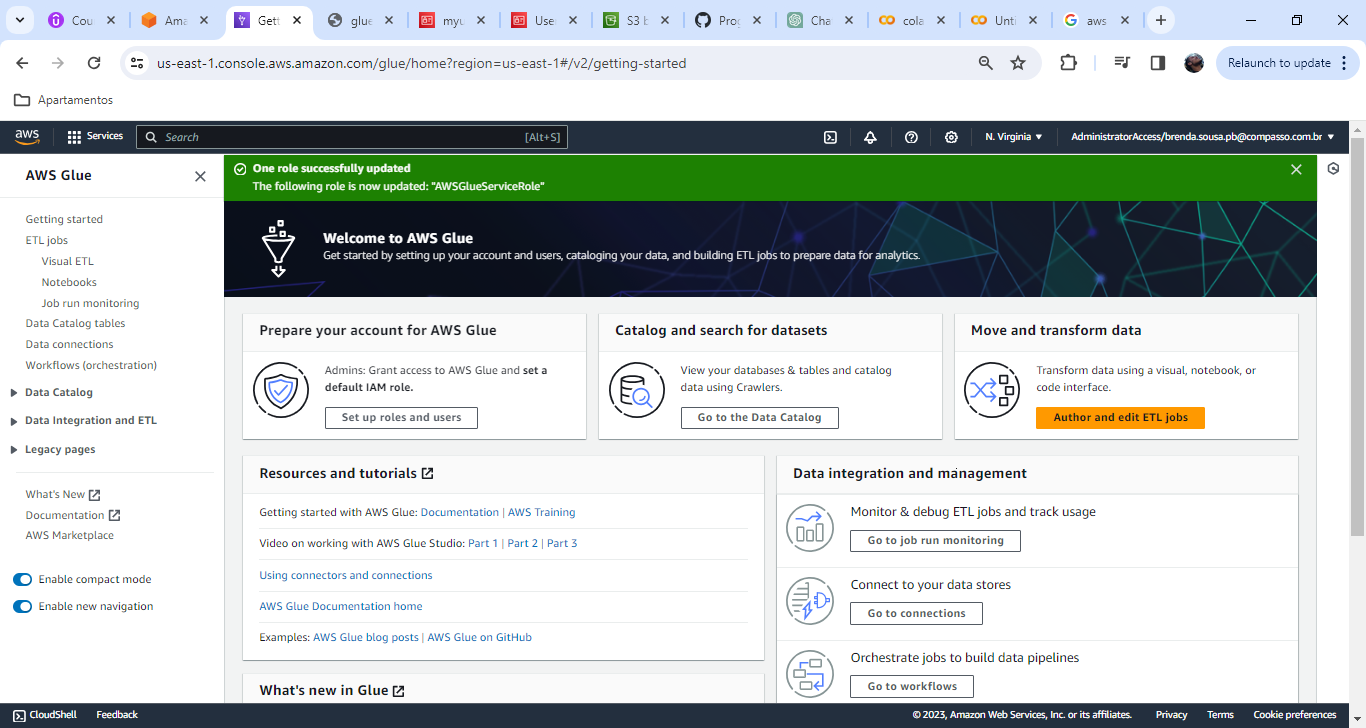 Cou
Ama
Gett
glue
myu
User
S3 b
Prog
Cha
cola
Unti
aws
us-east-1.console.aws.amazon.com/glue/home?region=us-east-1#/v2/getting-started
Relaunch to update
Apartamentos
aws
Services
Search
[Alt+S]
N. Virginia
AdministratorAccess/brenda.sousa.pb@compasso.com.br
AWS Glue
Getting started
ETL jobs
Visual ETL
Notebooks
Job run monitoring
Data Catalog tables
Data connections
Workflows (orchestration)
Data Catalog
Data Integration and ETL
Legacy pages
What's New
Documentation
AWS Marketplace
Enable compact mode
Enable new navigation
One role successfully updated
The following role is now updated: "AWSGlueServiceRole"
Welcome to AWS Glue
Get started by setting up your account and users, cataloging your data, and building ETL jobs to prepare data for analytics.
Prepare your account for AWS Glue
Admins: Grant access to AWS Glue and set a
default IAM role.
Set up roles and users
Catalog and search for datasets
View your databases & tables and catalog
data using Crawlers.
Go to the Data Catalog
Move and transform data
Transform data using a visual, notebook, or
code interface.
Author and edit ETL jobs
Resources and tutorials
Getting started with AWS Glue: Documentation | AWS Training
Video on working with AWS Glue Studio: Part 1 | Part 2 | Part 3
Using connectors and connections
AWS Glue Documentation home
Examples: AWS Glue blog posts | AWS Glue on GitHub
What's new in Glue
Data integration and management
Monitor & debug ETL jobs and track usage
Go to job run monitoring
Connect to your data stores
Go to connections
Orchestrate jobs to build data pipelines
Go to workflows
CloudShell
Feedback
© 2023, Amazon Web Services, Inc. or its affiliates.
Privacy
Terms
Cookie preferences